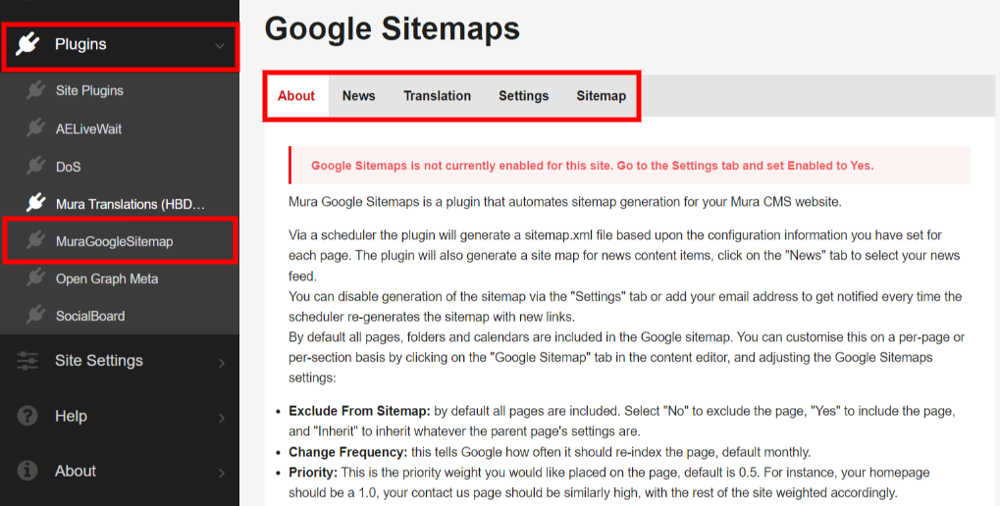 Plugins
Site Plugins
AELiveWait
DoS
Mura Translations (HBD...
MuraGoogleSitemap
Open Graph Meta
SocialBoard
Site Settings
Help
About
Google Sitemaps
About News Translation Settings Sitemap
Google Sitemaps is not currently enabled for this site. Go to the Settings tab and set Enabled to Yes.
Mura Google Sitemaps is a plugin that automates sitemap generation for your Mura CMS website.
Via a scheduler the plugin will generate a sitemap.xml file based upon the configuration information you have set for
each page. The plugin will also generate a site map for news content items, click on the "News" tab to select your news
feed.
You can disable generation of the sitemap via the "Settings" tab or add your email address to get notified every time the
scheduler re-generates the sitemap with new links.
By default all pages, folders and calendars are included in the Google sitemap. You can customise this on a per-page or
per-section basis by clicking on the "Google Sitemap" tab in the content editor, and adjusting the Google Sitemaps
settings:
• Exclude From Sitemap: by default all pages are included. Select "No" to exclude the page, "Yes" to include the page,
and "Inherit" to inherit whatever the parent page's settings are.
• Change Frequency: this tells Google how often it should re-index the page, default monthly.
• Priority: This is the priority weight you would like placed on the page, default is 0.5. For instance, your homepage
should be a 1.0, your contact us page should be similarly high, with the rest of the site weighted accordingly.